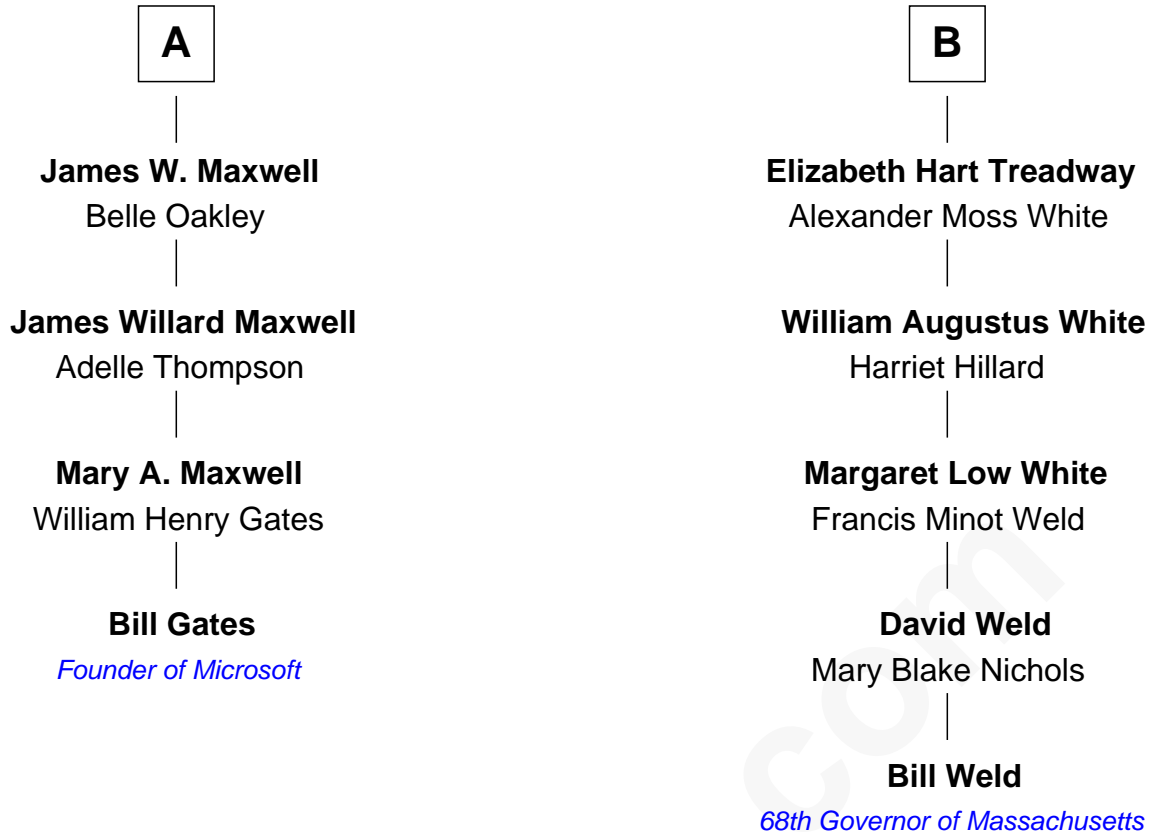 A
James W. Maxwell
Belle Oakley
James Willard Maxwell
Adelle Thompson
Mary A. Maxwell
William Henry Gates
Bill Gates
Founder of Microsoft
B
Elizabeth Hart Treadway
Alexander Moss White
William Augustus White
Harriet Hillard
Margaret Low White
Francis Minot Weld
David Weld
Mary Blake Nichols
Bill Weld
68th Governor of Massachusetts
com